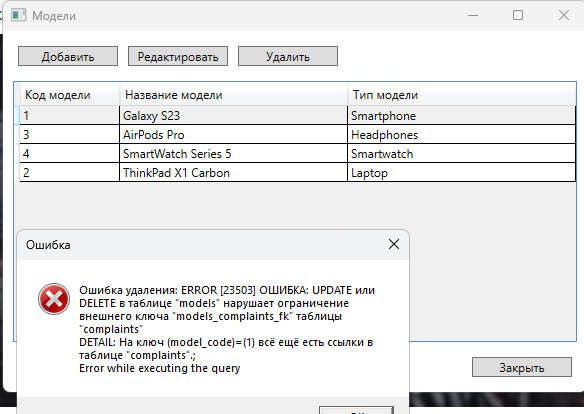 Модели
Добавить Редактировать Удалить
Код модели Название модели Тип модели
1 Galaxy S23 Smartphone
3 AirPods Pro Headphones
4 SmartWatch Series 5 Smartwatch
2 ThinkPad X1 Carbon Laptop
Ошибка
Ошибка удаления: ERROR [23503] ОШИБКА: UPDATE или
DELETE в таблице "models" нарушает ограничение
внешнего ключа "models_complaints_fk" таблицы
"complaints"
DETAIL: На ключ (model_code)=(1) всё ещё есть ссылки в
таблице "complaints".;
Error while executing the query
Закрыть